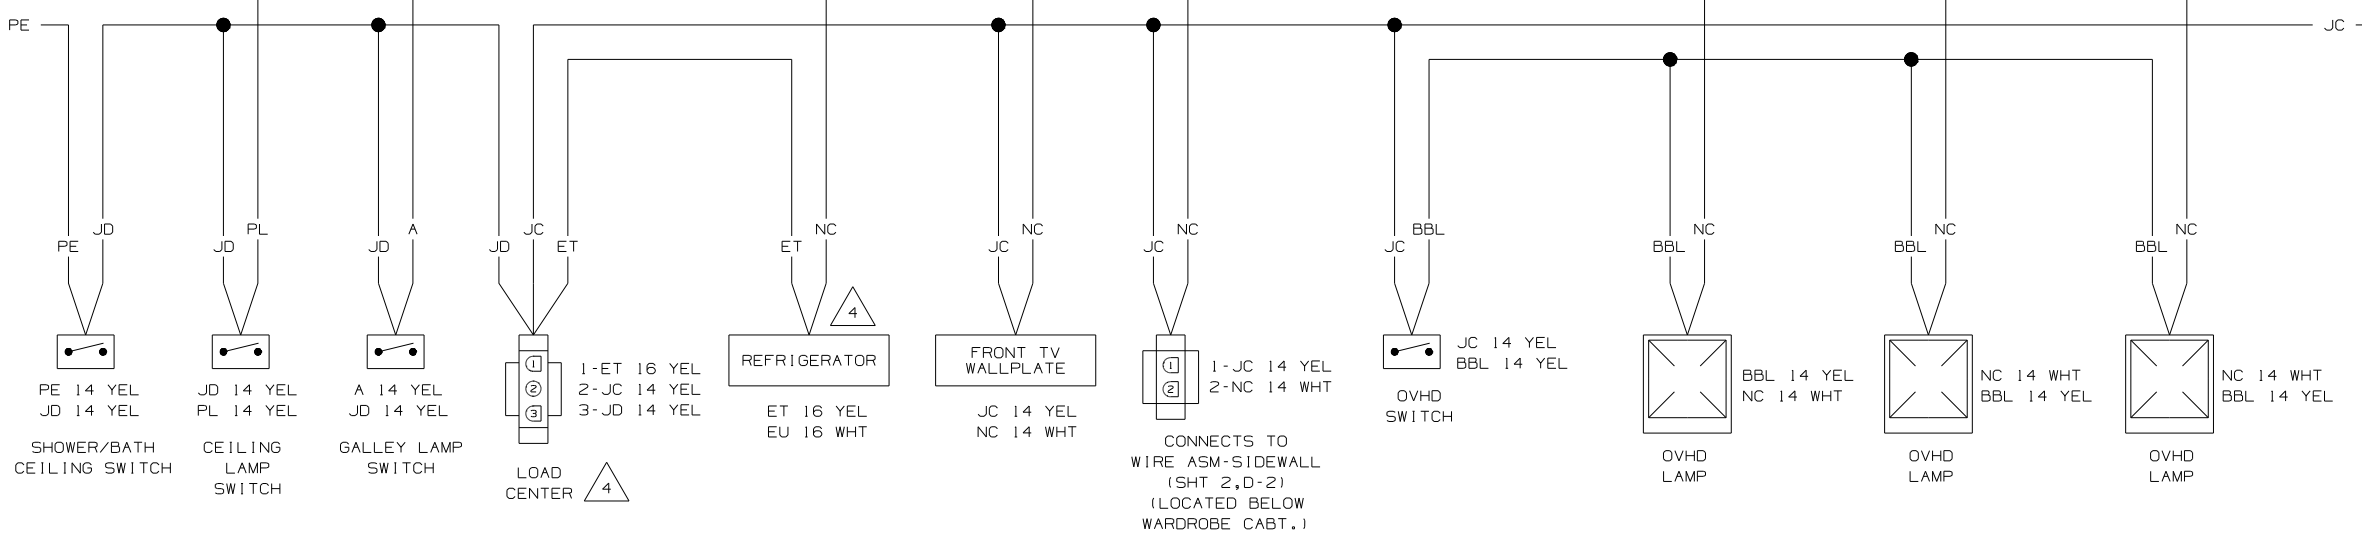 PE
JC
PE
JD
JD
PL
JD
A
JD
JC
ET
ET
NC
JC
NC
JC
NC
JC
BBL
BBL
NC
BBL
NC
BBL
NC
PE 14 YEL
JD 14 YEL
SHOWER/BATH
CEILING SWITCH
JD 14 YEL
PL 14 YEL
CEILING
LAMP
SWITCH
A 14 YEL
JD 14 YEL
GALLEY LAMP
SWITCH
1
2
3
1-ET 16 YEL
2-JC 14 YEL
3-JD 14 YEL
LOAD
CENTER
4
4
REFRIGERATOR
ET 16 YEL
EU 16 WHT
FRONT TV
WALLPLATE
JC 14 YEL
NC 14 WHT
1
2
1-JC 14 YEL
2-NC 14 WHT
CONNECTS TO
WIRE ASM-SIDEWALL
(SHT 2,D-2)
(LOCATED BELOW
WARDROBE CABT.)
JC 14 YEL
BBL 14 YEL
OVHD
SWITCH
BBL 14 YEL
NC 14 WHT
OVHD
LAMP
NC 14 WHT
BBL 14 YEL
OVHD
LAMP
NC 14 WHT
BBL 14 YEL
OVHD
LAMP